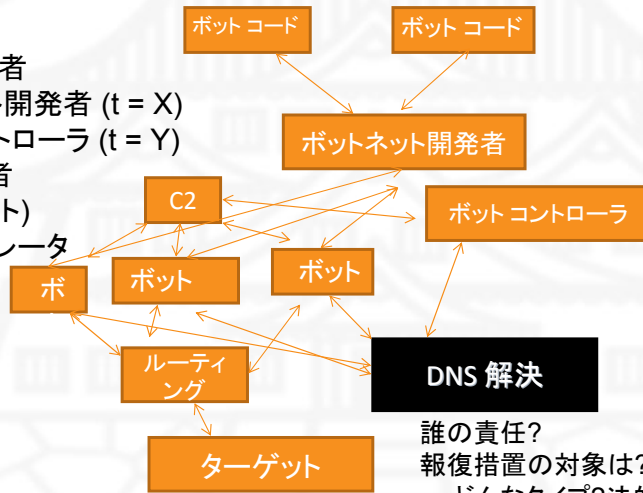 ボット コード
ボット コード
者
開発者 (t = X)
トローラ (t = Y)
者
ト)
レータ
ボットネット開発者
C2
ボット コントローラ
ボ
ボット
ボット
ルーティ
ング
DNS 解決
ターゲット
誰の責任?
報復措置の対象は?